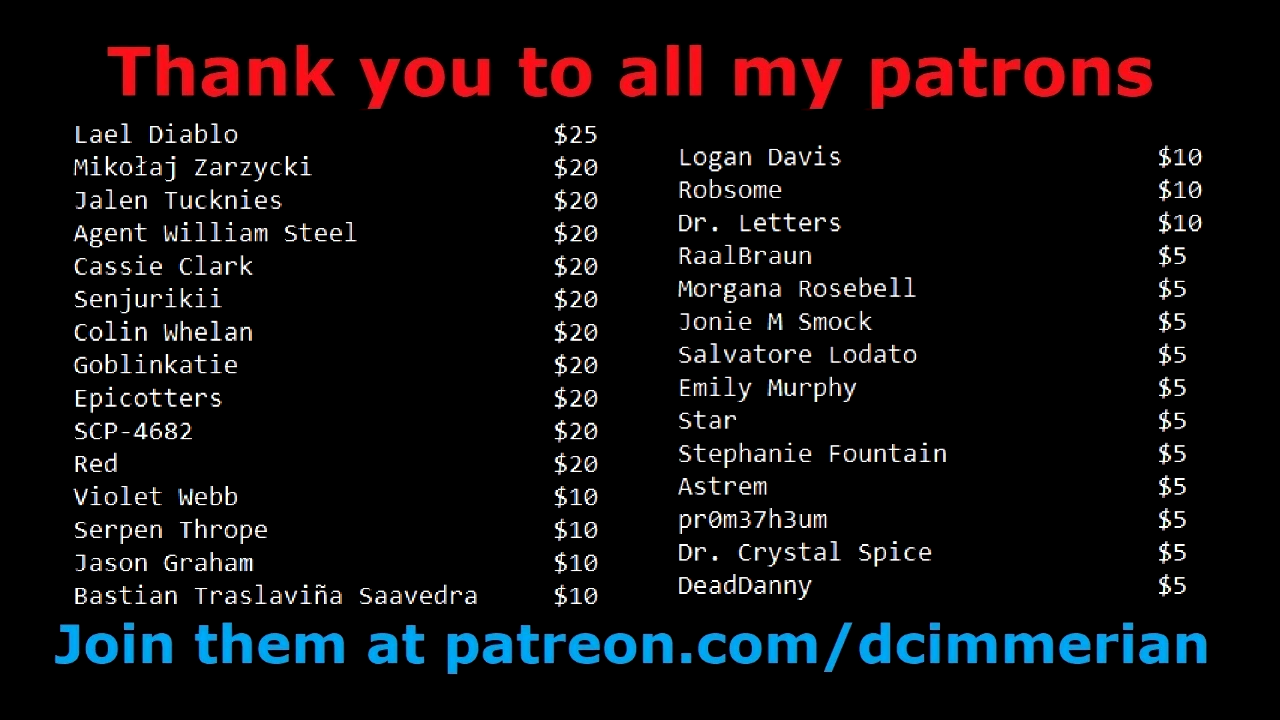 Thank you to all my patrons
Lael Diablo $25
Mikołaj Zarzycki $20
Jalen Tucknies $20
Agent William Steel $20
Cassie Clark $20
Senjurikii $20
Colin Whelan $20
Goblinkatie $20
Epicotters $20
SCP-4682 $20
Red $20
Violet Webb $10
Serpen Thrope $10
Jason Graham $10
Bastian Traslaviña Saavedra $10
Logan Davis $10
Robsome $10
Dr. Letters $10
RaalBraun $5
Morgana Rosebell $5
Jonie M Smock $5
Salvatore Lodato $5
Emily Murphy $5
Star $5
Stephanie Fountain $5
Astrem $5
pr0m37h3um $5
Dr. Crystal Spice $5
DeadDanny $5
Join them at patreon.com/dcimmerian